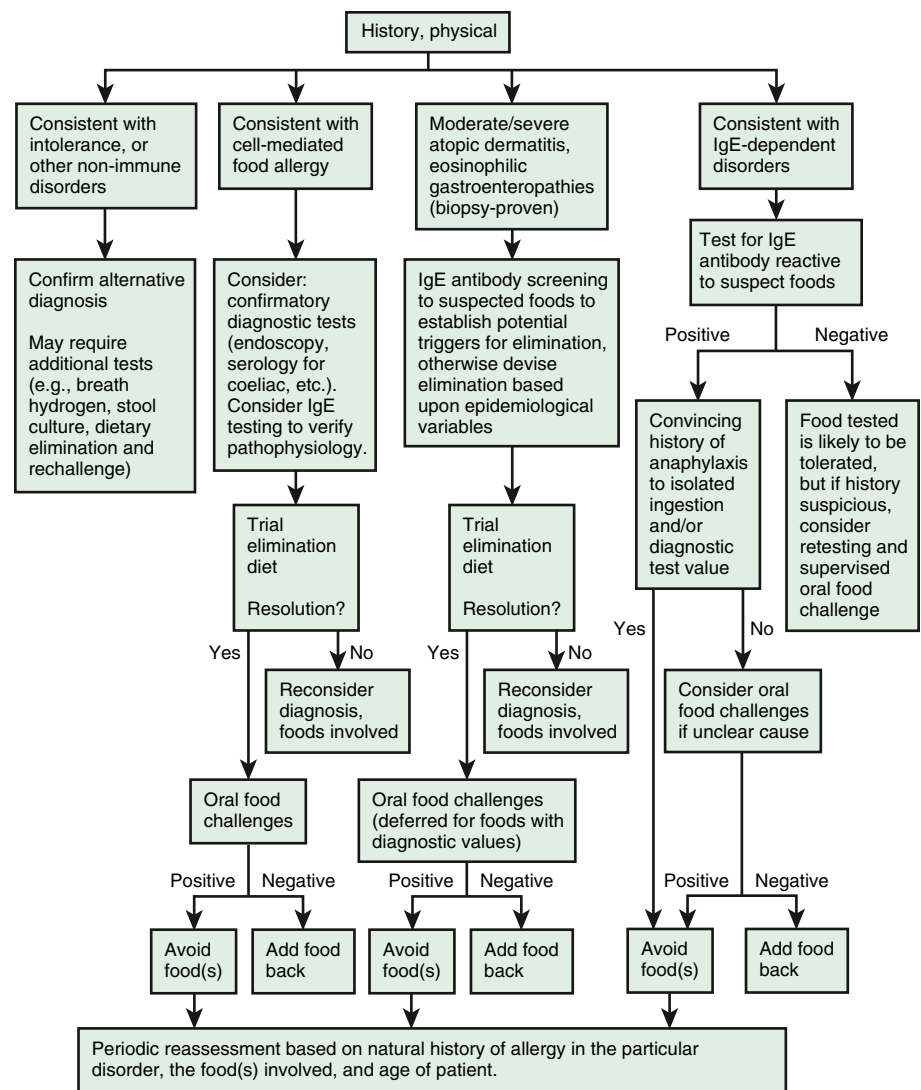 History, physical
Consistent with
intolerance, or
other non-immune
disorders
Consistent with
cell-mediated
food allergy
Moderate/severe
atopic dermatitis,
eosinophilic
gastroenteropathies
(biopsy-proven)
Consistent with
IgE-dependent
disorders
Test for IgE
antibody reactive
to suspect foods
Confirm alternative
diagnosis
May require
additional tests
(e.g., breath
hydrogen, stool
culture, dietary
elimination and
rechallenge)
Consider:
confirmatory
diagnostic tests
(endoscopy,
serology for
coeliac, etc.).
Consider IgE
testing to verify
pathophysiology.
IgE antibody screening
to suspected foods to
establish potential
triggers for elimination,
otherwise devise
elimination based
upon epidemiological
variables
Positive
Negative
Convincing
history of
anaphylaxis
to isolated
ingestion
and/or
diagnostic
test value
Food tested
is likely to be
tolerated,
but if history
suspicious,
consider
retesting and
supervised
oral food
challenge
Trial
elimination
diet
Resolution?
Trial
elimination
diet
Resolution?
Yes
No
Yes
No
Yes
No
Reconsider
diagnosis,
foods involved
Reconsider
diagnosis,
foods involved
Consider oral
food challenges
if unclear cause
Oral food
challenges
Oral food challenges
(deferred for foods with
diagnostic values)
Positive
Negative
Positive
Negative
Positive
Negative
Avoid
food(s)
Add food
back
Avoid
food(s)
Add food
back
Avoid
food(s)
Add food
back
Periodic reassessment based on natural history of allergy in the particular
disorder, the food(s) involved, and age of patient.